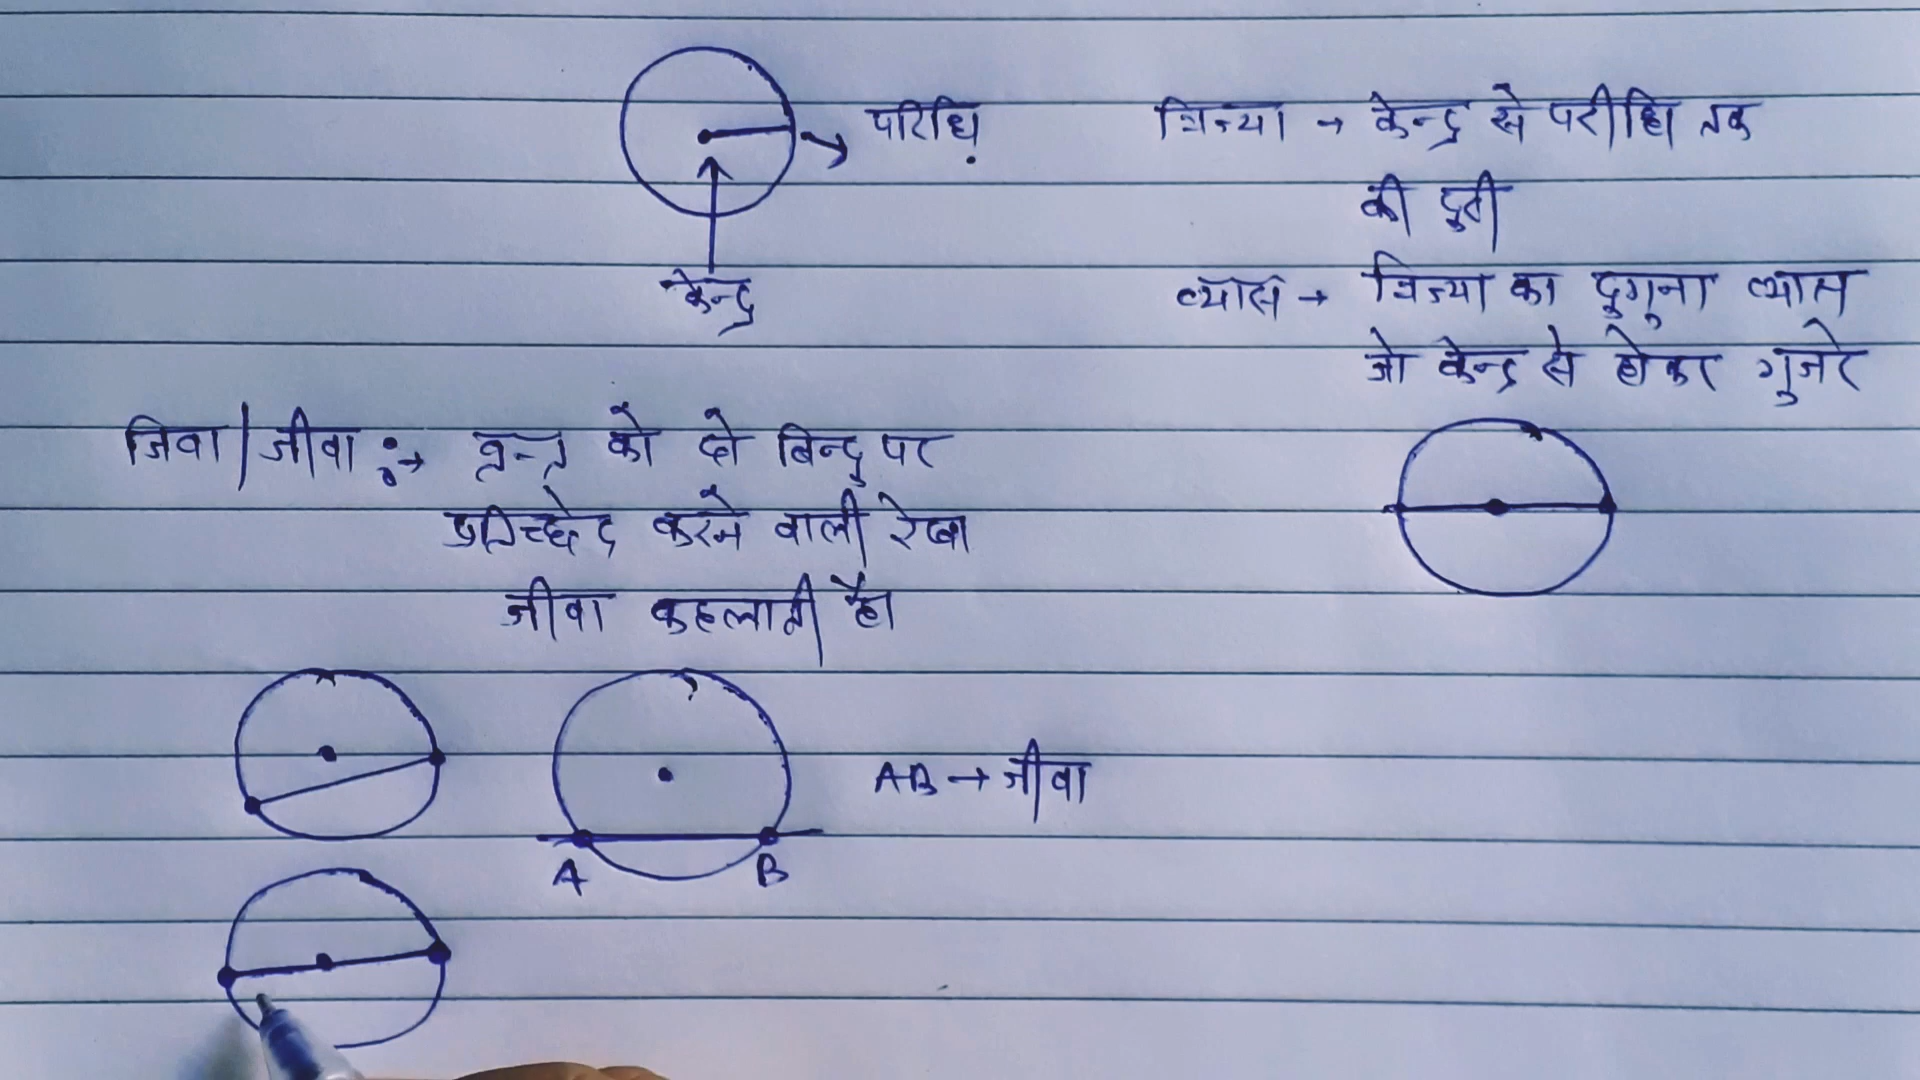 परिधि
त्रिज्या → केन्द्र से परीधि तक
की दुरी
केन्द्र
व्यास → त्रिज्या का दुगुना व्यास
जो केन्द्र से होकर गुजरे
जिवा / जीवा :→ वृत्त को दो बिन्दु पर
प्रतिच्छेद करने वाली रेखा
जीवा कहलाती है।
AB → जीवा
A B